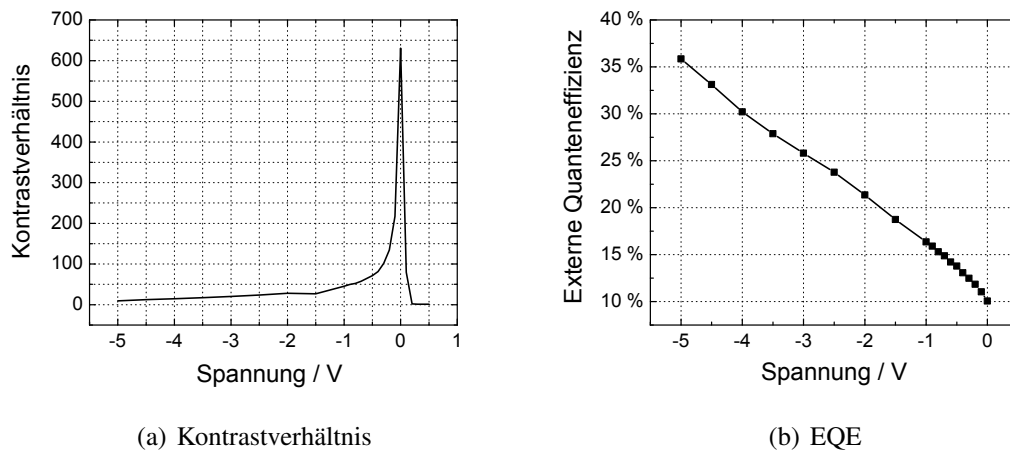 Kontrastverhältnis
700
600
500
400
300
200
100
0
-5 -4 -3 -2 -1 0 1
Spannung / V
(a) Kontrastverhältnis
Externe Quanteneffizienz
40 %
35 %
30 %
25 %
20 %
15 %
10 %
-5 -4 -3 -2 -1 0
Spannung / V
(b) EQE